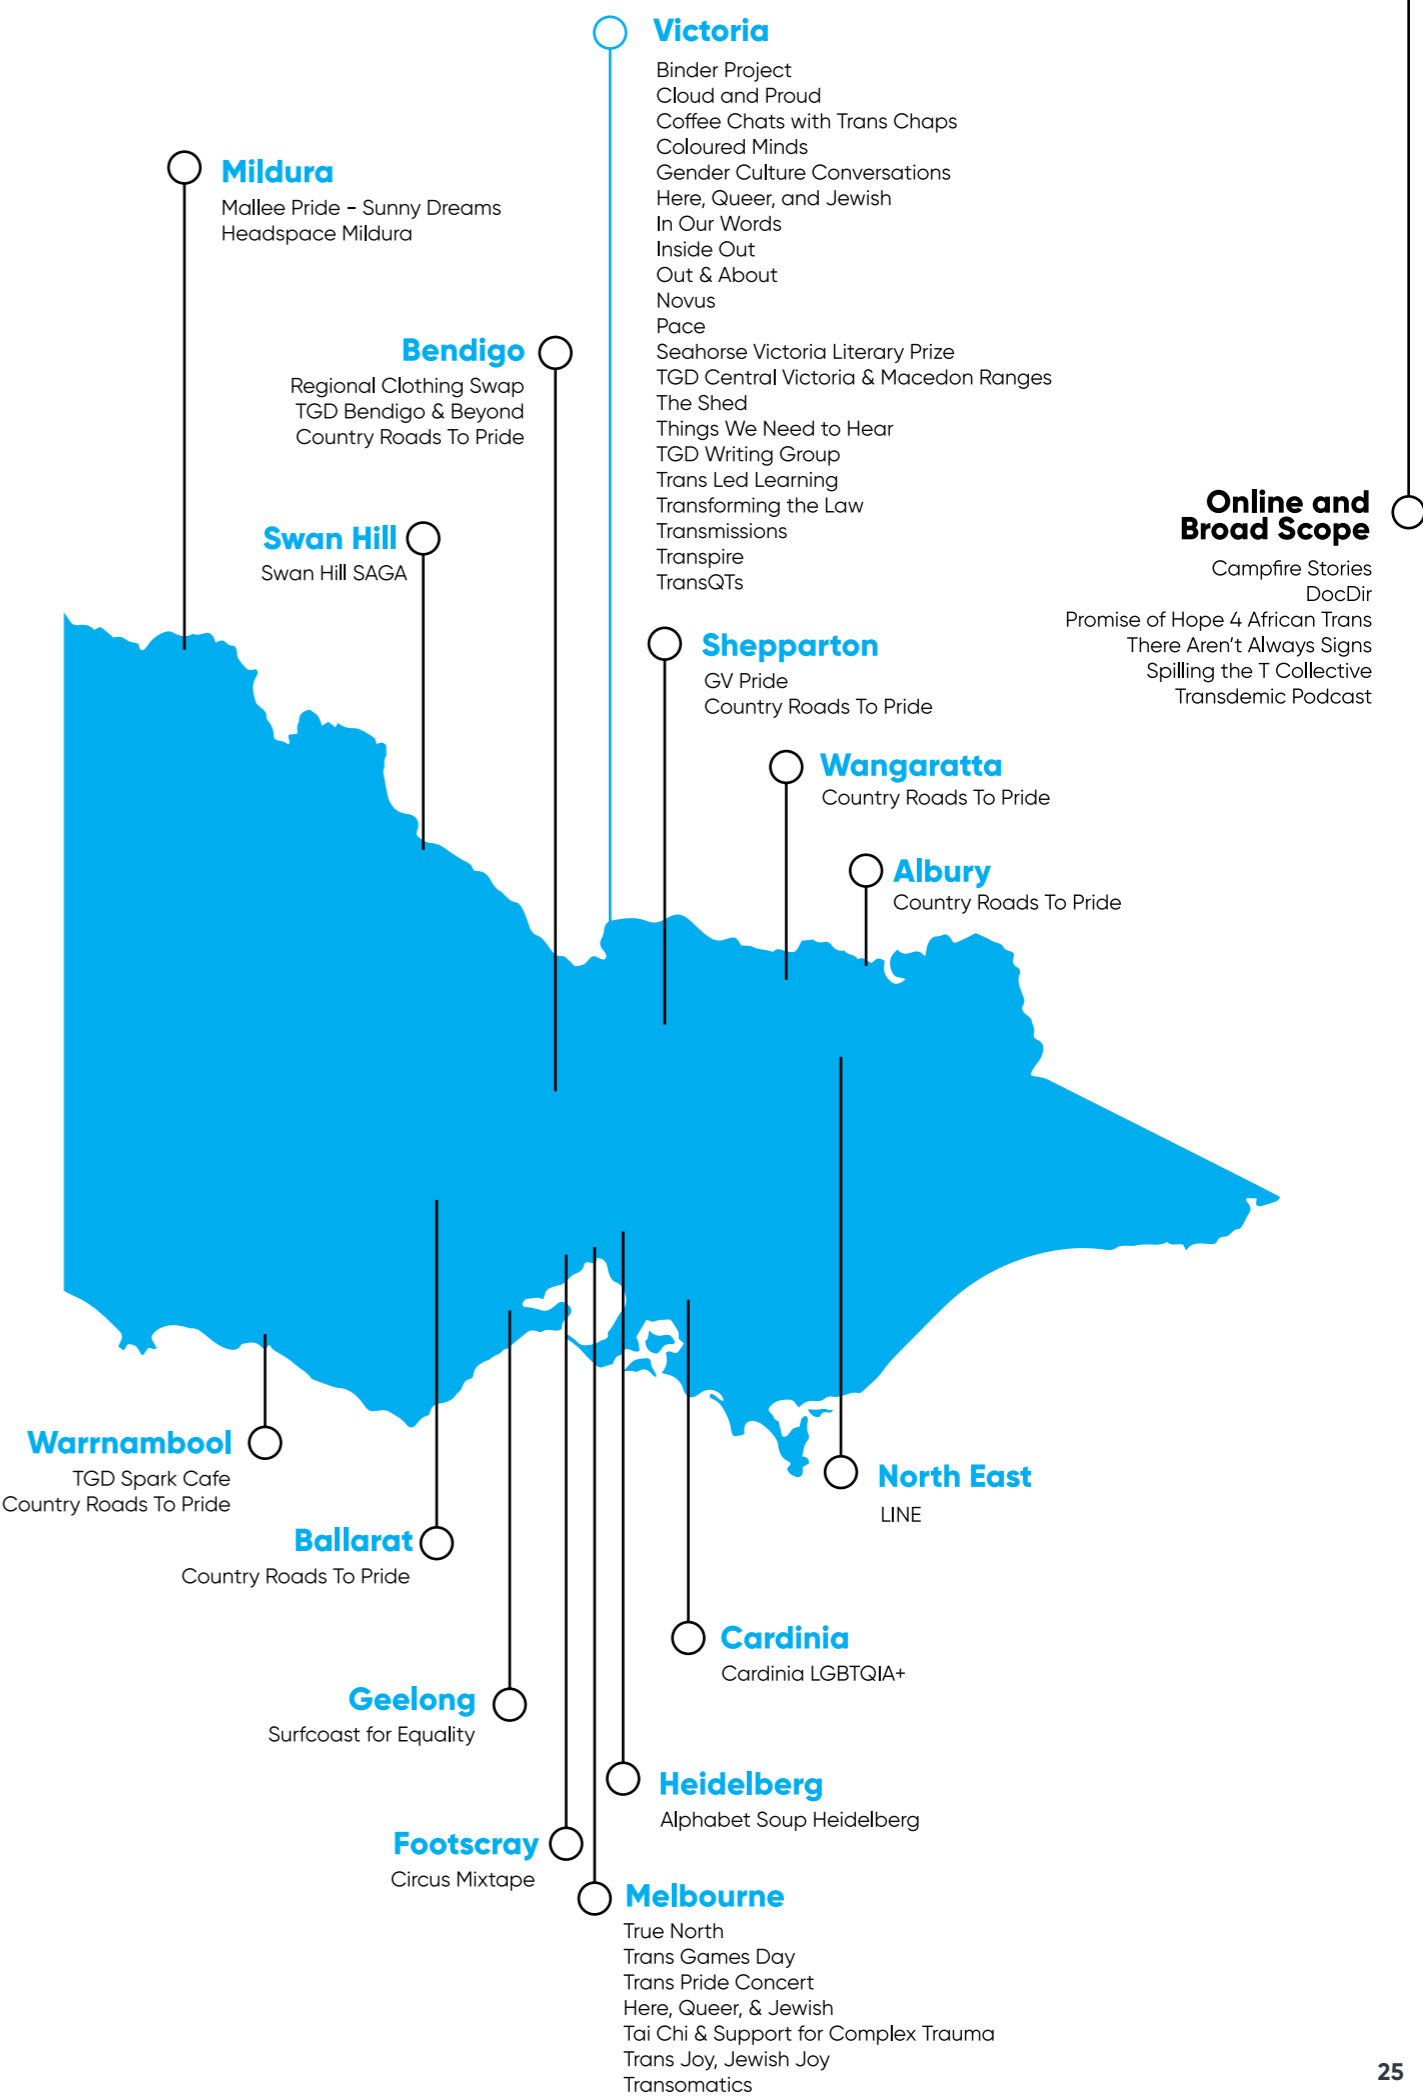 Victoria
Binder Project
Cloud and Proud
Coffee Chats with Trans Chaps
Coloured Minds
Gender Culture Conversations
Here, Queer, and Jewish
In Our Words
Inside Out
Out & About
Novus
Pace
Seahorse Victoria Literary Prize
TGD Central Victoria & Macedon Ranges
The Shed
Things We Need to Hear
TGD Writing Group
Trans Led Learning
Transforming the Law
Transmissions
Transpire
TransQTs
Mildura
Mallee Pride - Sunny Dreams
Headspace Mildura
Bendigo
Regional Clothing Swap
TGD Bendigo & Beyond
Country Roads To Pride
Swan Hill
Swan Hill SAGA
Online and
Broad Scope
Campfire Stories
DocDir
Promise of Hope 4 African Trans
There Aren't Always Signs
Spilling the T Collective
Transdemic Podcast
Shepparton
GV Pride
Country Roads To Pride
Wangaratta
Country Roads To Pride
Albury
Country Roads To Pride
Warrnambool
TGD Spark Cafe
Country Roads To Pride
Ballarat
Country Roads To Pride
North East
LINE
Cardinia
Cardinia LGBTQIA+
Geelong
Surfcoast for Equality
Heidelberg
Alphabet Soup Heidelberg
Footscray
Circus Mixtape
Melbourne
True North
Trans Games Day
Trans Pride Concert
Here, Queer, & Jewish
Tai Chi & Support for Complex Trauma
Trans Joy, Jewish Joy
Transomatics
25